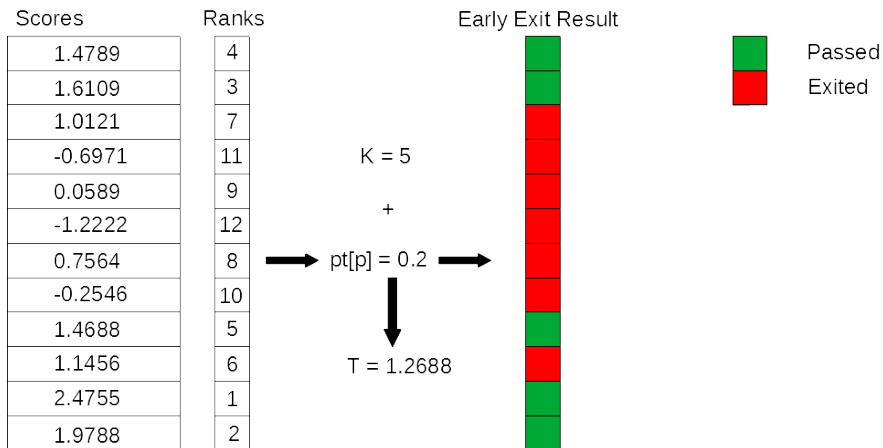 Scores Ranks Early Exit Result
1.4789 4 Passed
1.6109 3 Exited
1.0121 7
-0.6971 11 K = 5
0.0589 9
+
-1.2222 12
0.7564 8 pt[p] = 0.2
-0.2546 10
1.4688 5
1.1456 6 T = 1.2688
2.4755 1
1.9788 2